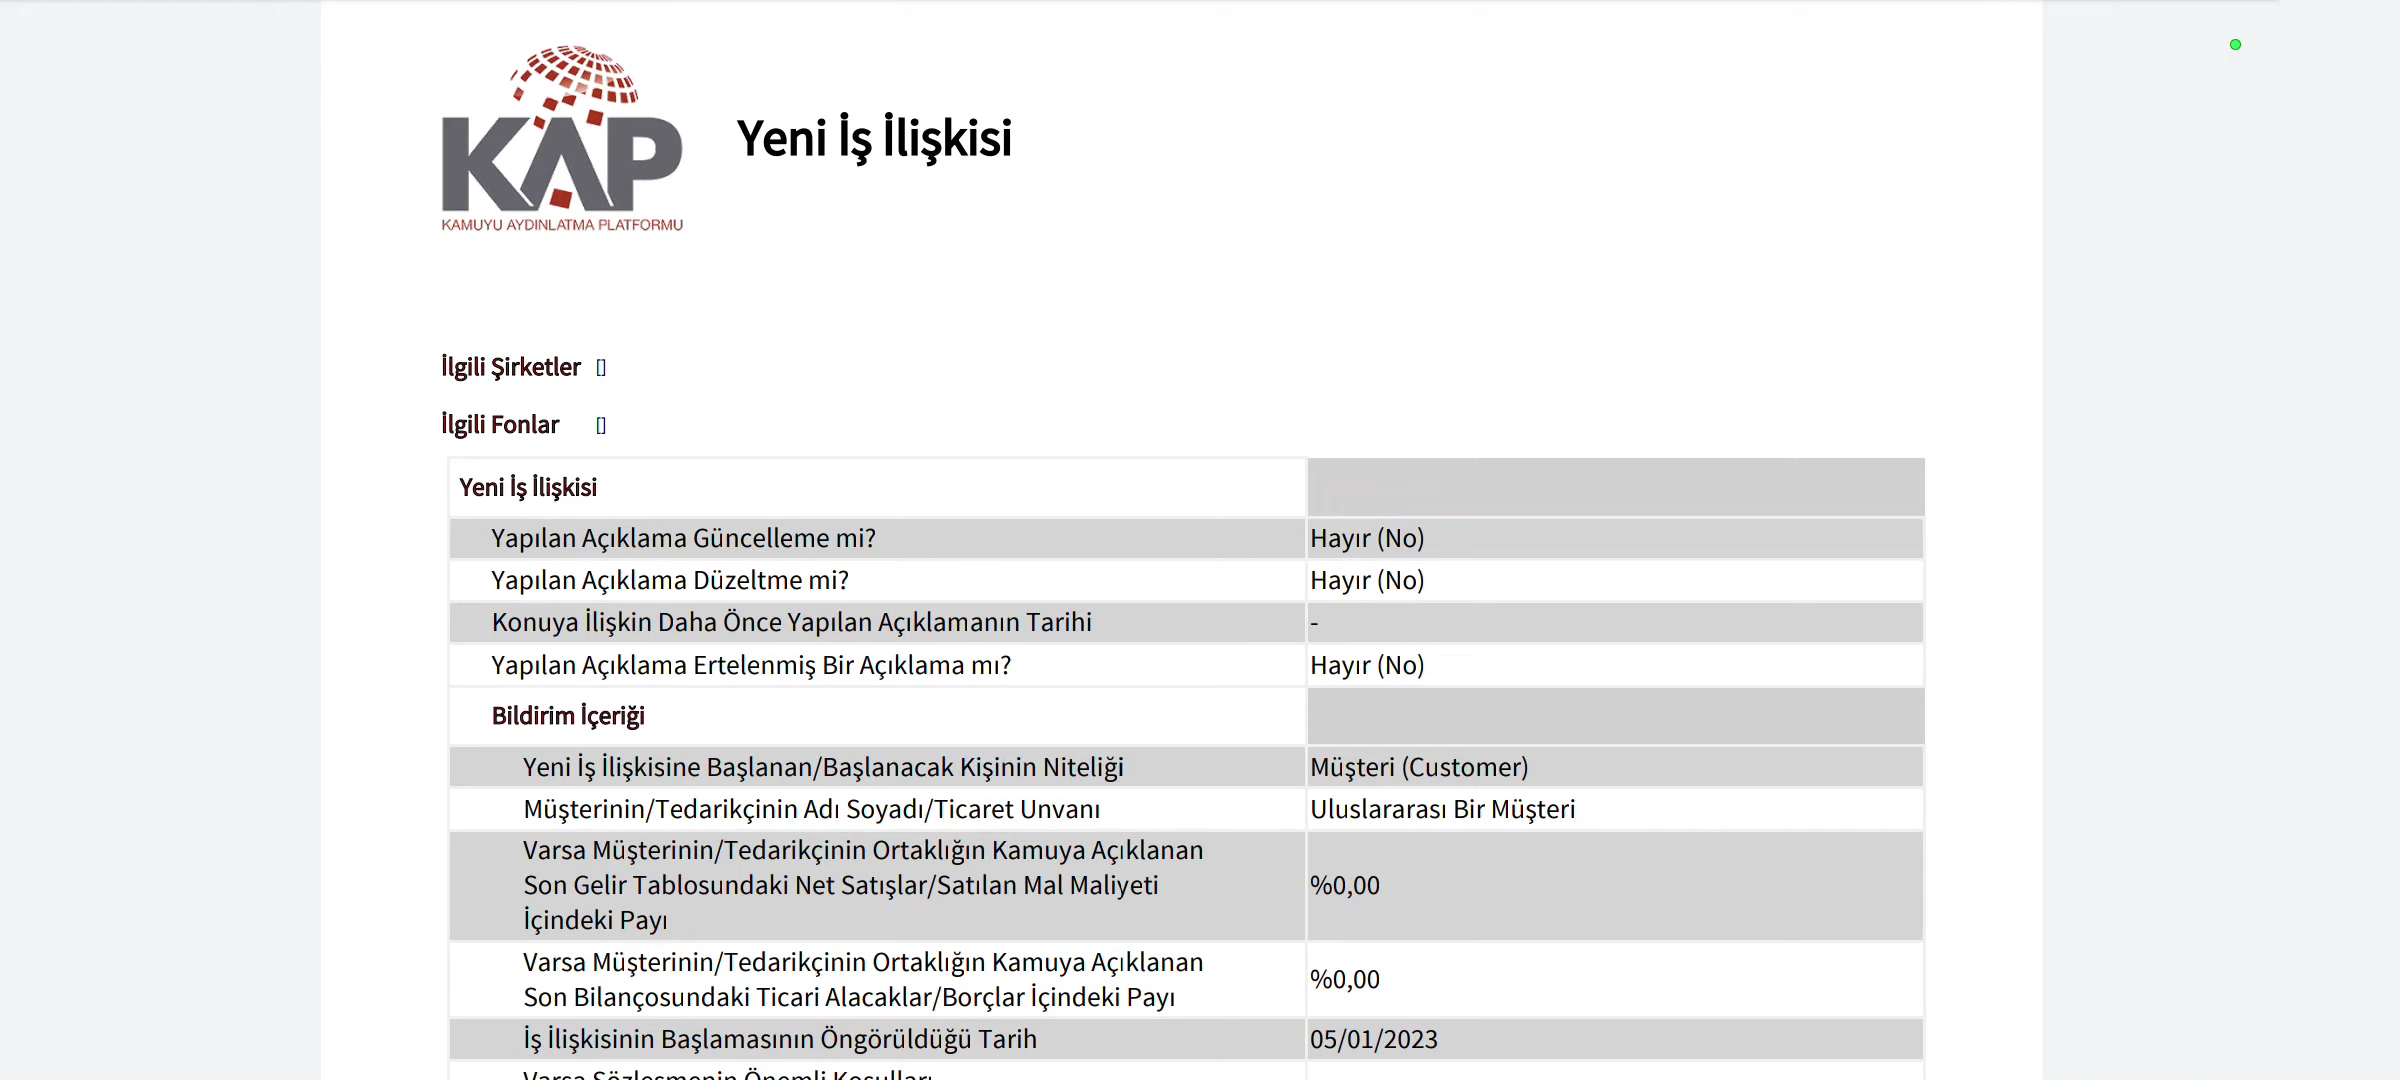 KAP
KAMUYU AYDINLATMA PLATFORMU
Yeni İş İlişkisi
İlgili Şirketler []
İlgili Fonlar []
Yeni İş İlişkisi
Yapılan Açıklama Güncelleme mi? Hayır (No)
Yapılan Açıklama Düzeltme mi? Hayır (No)
Konuya İlişkin Daha Önce Yapılan Açıklamanın Tarihi -
Yapılan Açıklama Ertelenmiş Bir Açıklama mı? Hayır (No)
Bildirim İçeriği
Yeni İş İlişkisine Başlanan/Başlanacak Kişinin Niteliği Müşteri (Customer)
Müşterinin/Tedarikçinin Adı Soyadı/Ticaret Unvanı Uluslararası Bir Müşteri
Varsa Müşterinin/Tedarikçinin Ortaklığın Kamuya Açıklanan
Son Gelir Tablosundaki Net Satışlar/Satılan Mal Maliyeti %0,00
İçindeki Payı
Varsa Müşterinin/Tedarikçinin Ortaklığın Kamuya Açıklanan
Son Bilançosundaki Ticari Alacaklar/Borçlar İçindeki Payı %0,00
İş İlişkisinin Başlamasının Öngörüldüğü Tarih 05/01/2023
Varsa Sözleşmenin Önemli Koşulları